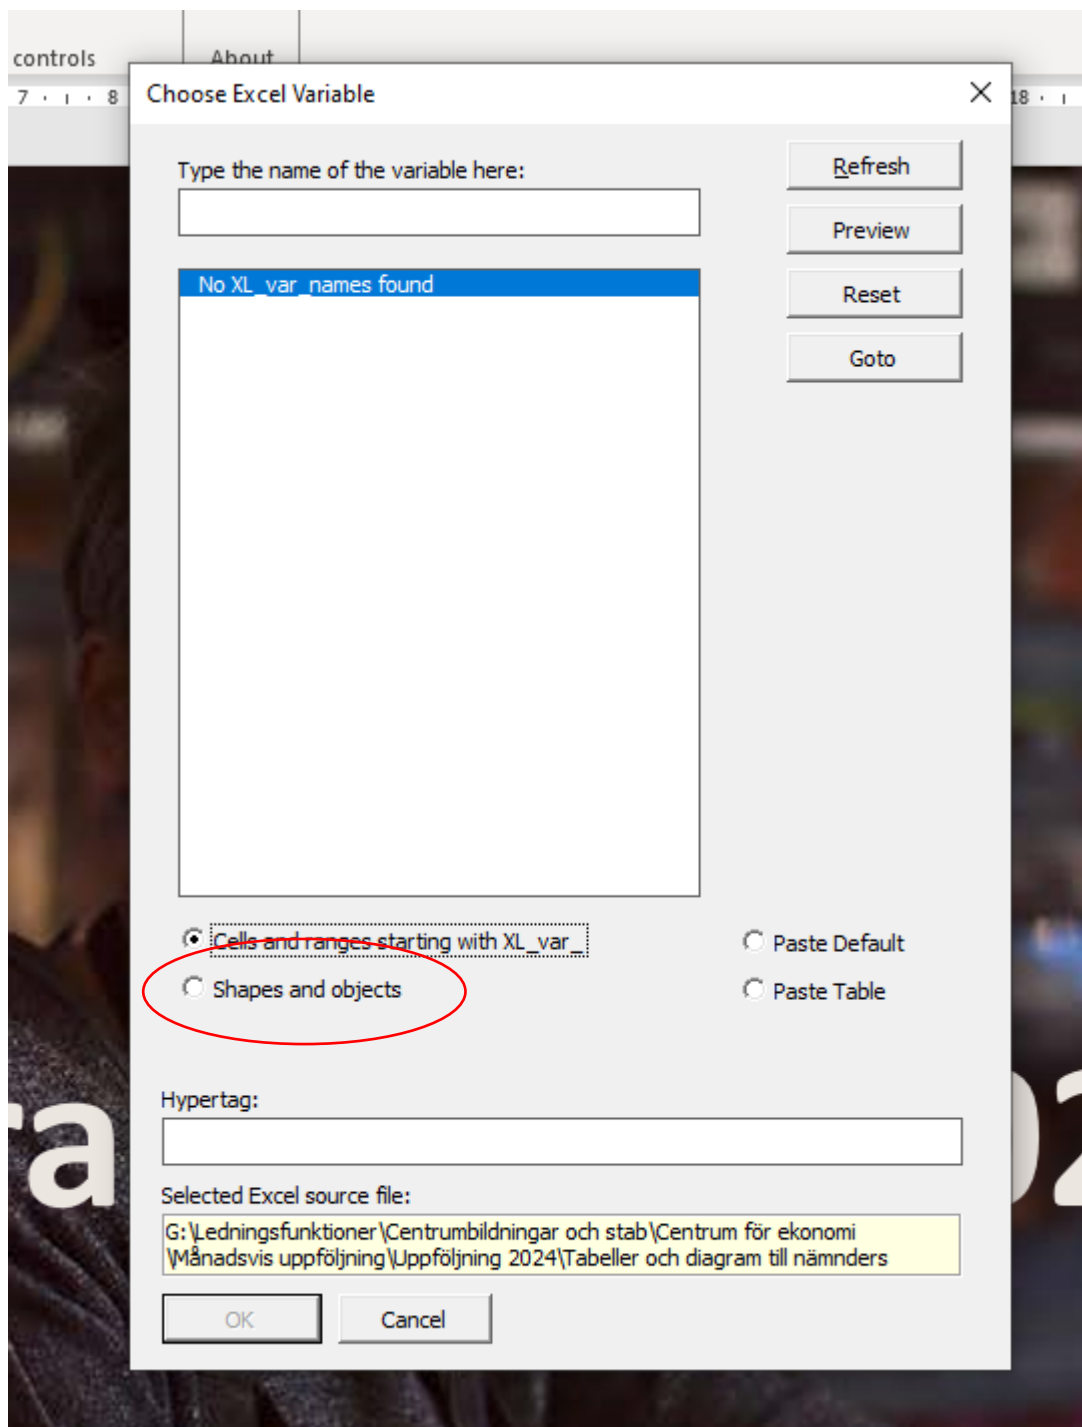 controls
About
7 · ı · 8
18 · ı
Choose Excel Variable
Type the name of the variable here:
Refresh
Preview
No XL_var_names found
Reset
Goto
Cells and ranges starting with XL_var_
Paste Default
Shapes and objects
Paste Table
ra
02
Hypertag:
Selected Excel source file:
G:\Ledningsfunktioner\Centrumbildningar och stab\Centrum för ekonomi
\Månadsvis uppföljning\Uppföljning 2024\Tabeller och diagram till nämnders
OK
Cancel